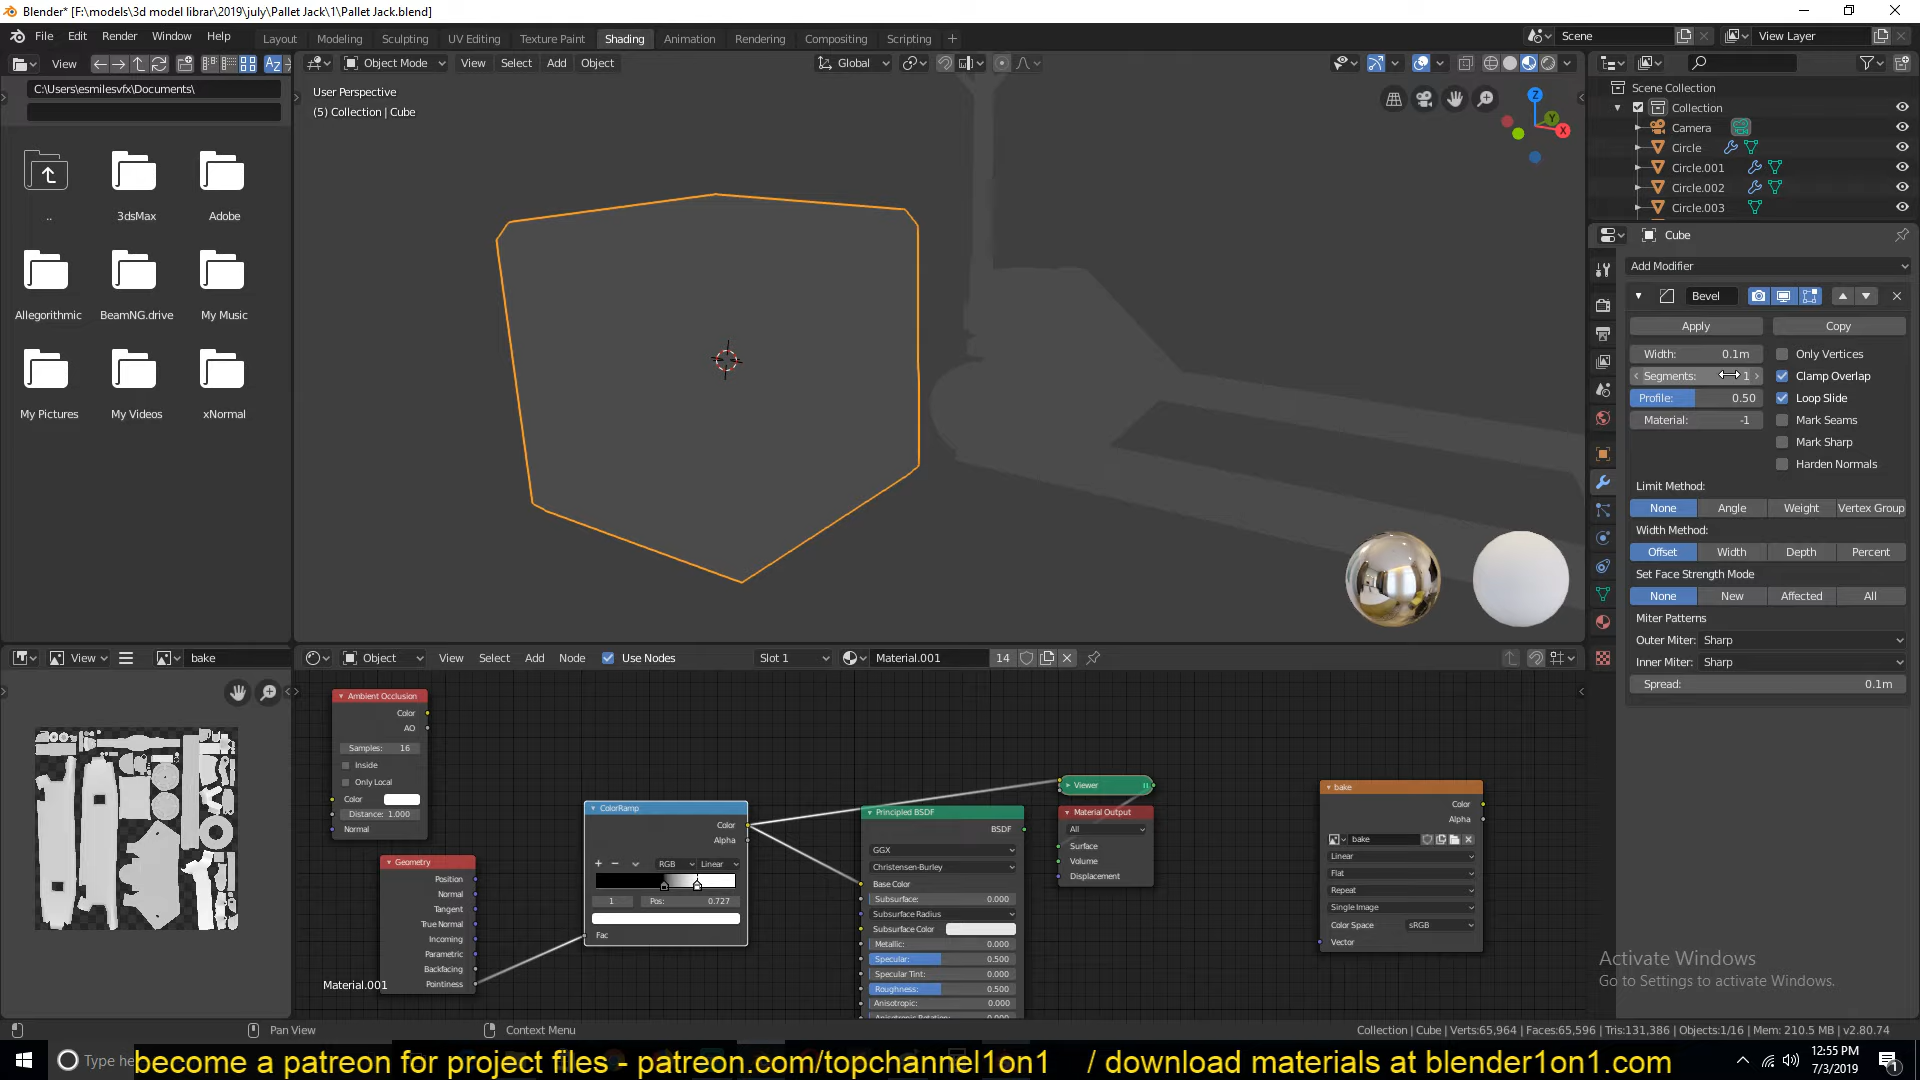 Blender* [F:\models\3d model librar\2019\july\Pallet Jack\1\Pallet Jack.blend]
File Edit Render Window Help
Layout Modeling Sculpting UV Editing Texture Paint Shading Animation Rendering Compositing Scripting +
Scene
View Layer
View
Object Mode View Select Add Object
Global
C:\Users\esmilesvfx\Documents\
..
3dsMax
Adobe
Allegorithmic
BeamNG.drive
My Music
My Pictures
My Videos
xNormal
User Perspective
(5) Collection | Cube
Z
Y
X
Scene Collection
Collection
Camera
Circle
Circle.001
Circle.002
Circle.003
Cube
Add Modifier
Bevel
Apply
Copy
Width: 0.1m
Only Vertices
Segments: 1
Clamp Overlap
Profile: 0.50
Loop Slide
Material: -1
Mark Seams
Mark Sharp
Harden Normals
Limit Method:
None Angle Weight Vertex Group
Width Method:
Offset Width Depth Percent
Set Face Strength Mode
None New Affected All
Miter Patterns
Outer Miter: Sharp
Inner Miter: Sharp
Spread: 0.1m
View
bake
Object View Select Add Node Use Nodes
Slot 1
Material.001
14
Ambient Occlusion
Color
AO
Samples: 16
Inside
Only Local
Color
Distance: 1.000
Normal
Geometry
Position
Normal
Tangent
True Normal
Incoming
Parametric
Backfacing
Pointiness
Material.001
ColorRamp
Color
Alpha
+ − RGB Linear
1 Pos: 0.727
Fac
Principled BSDF
BSDF
GGX
Christensen-Burley
Base Color
Subsurface: 0.000
Subsurface Radius
Subsurface Color
Metallic: 0.000
Specular: 0.500
Specular Tint: 0.000
Roughness: 0.500
Anisotropic: 0.000
Viewer
Material Output
All
Surface
Volume
Displacement
bake
Color
Alpha
bake
Linear
Flat
Repeat
Single Image
Color Space sRGB
Vector
Activate Windows
Go to Settings to activate Windows.
Pan View
Context Menu
Collection | Cube | Verts:65,964 | Faces:65,596 | Tris:131,386 | Objects:1/16 | Mem: 210.5 MB | v2.80.74
Type he
become a patreon for project files - patreon.com/topchannel1on1 / download materials at blender1on1.com
12:55 PM
7/3/2019
1